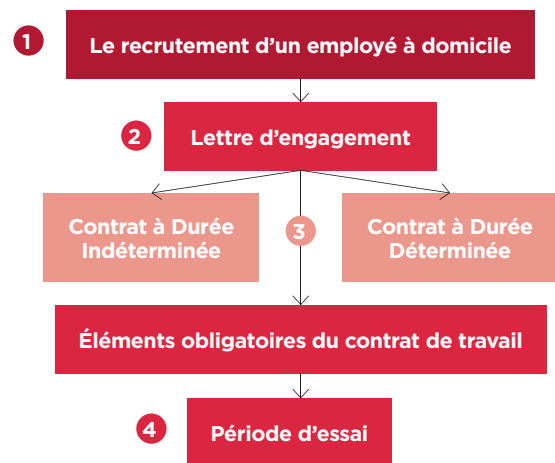 1
Le recrutement d'un employé à domicile
2
Lettre d'engagement
Contrat à Durée
Indéterminée
3
Contrat à Durée
Déterminée
Éléments obligatoires du contrat de travail
4
Période d'essai